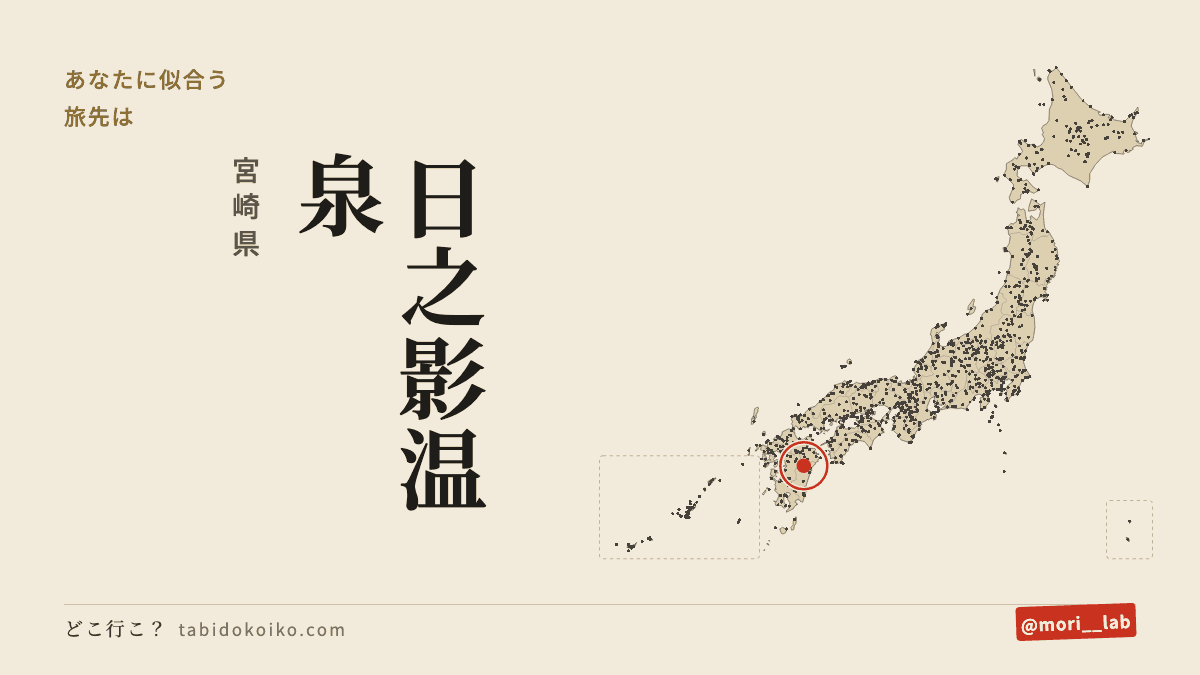 あなたに似合う
旅先は
日之影温
泉
宮崎県
どこ行こ？ tabidokoiko.com
@mori__lab